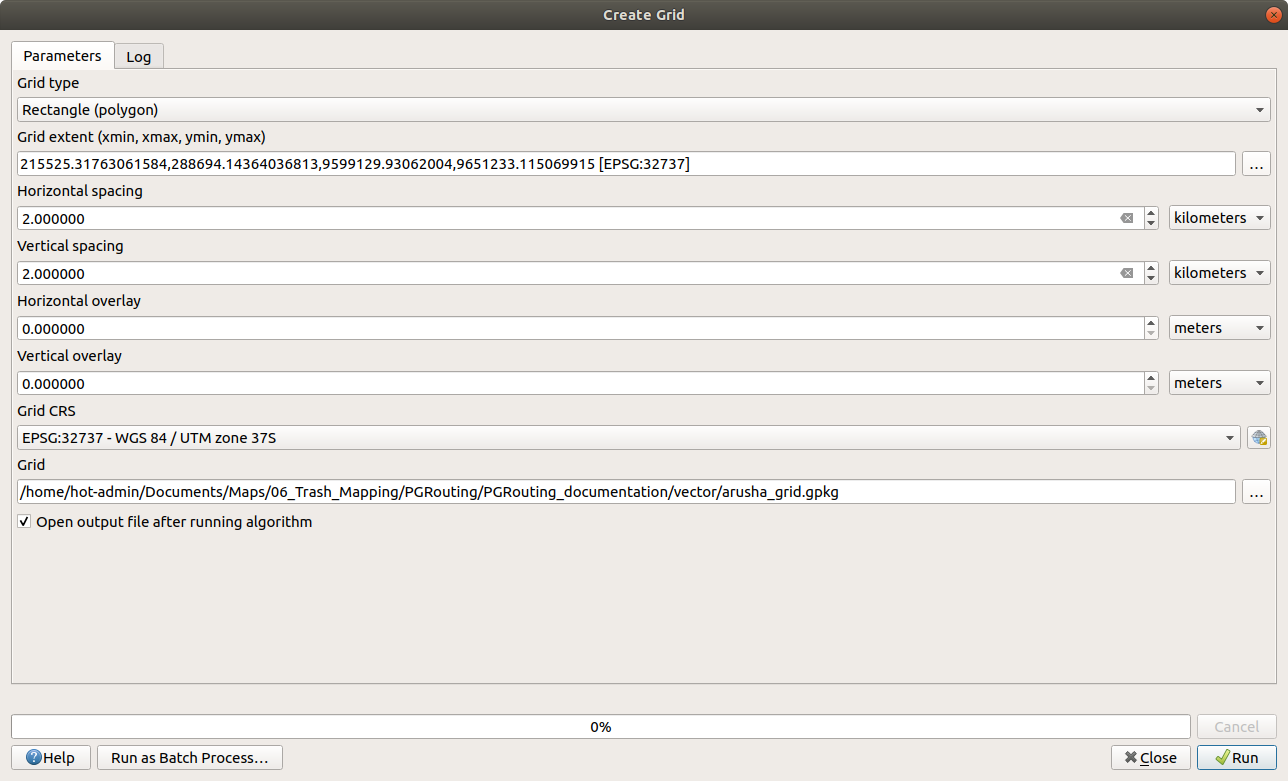 Create Grid
Parameters
Log
Grid type
Rectangle (polygon)
Grid extent (xmin, xmax, ymin, ymax)
215525.31763061584,288694.14364036813,9599129.93062004,9651233.115069915 [EPSG:32737]
...
Horizontal spacing
2.000000
kilometers
Vertical spacing
2.000000
kilometers
Horizontal overlay
0.000000
meters
Vertical overlay
0.000000
meters
Grid CRS
EPSG:32737 - WGS 84 / UTM zone 37S
Grid
/home/hot-admin/Documents/Maps/06_Trash_Mapping/PGRouting/PGRouting_documentation/vector/arusha_grid.gpkg
...
Open output file after running algorithm
0%
Cancel
Help
Run as Batch Process…
Close
Run